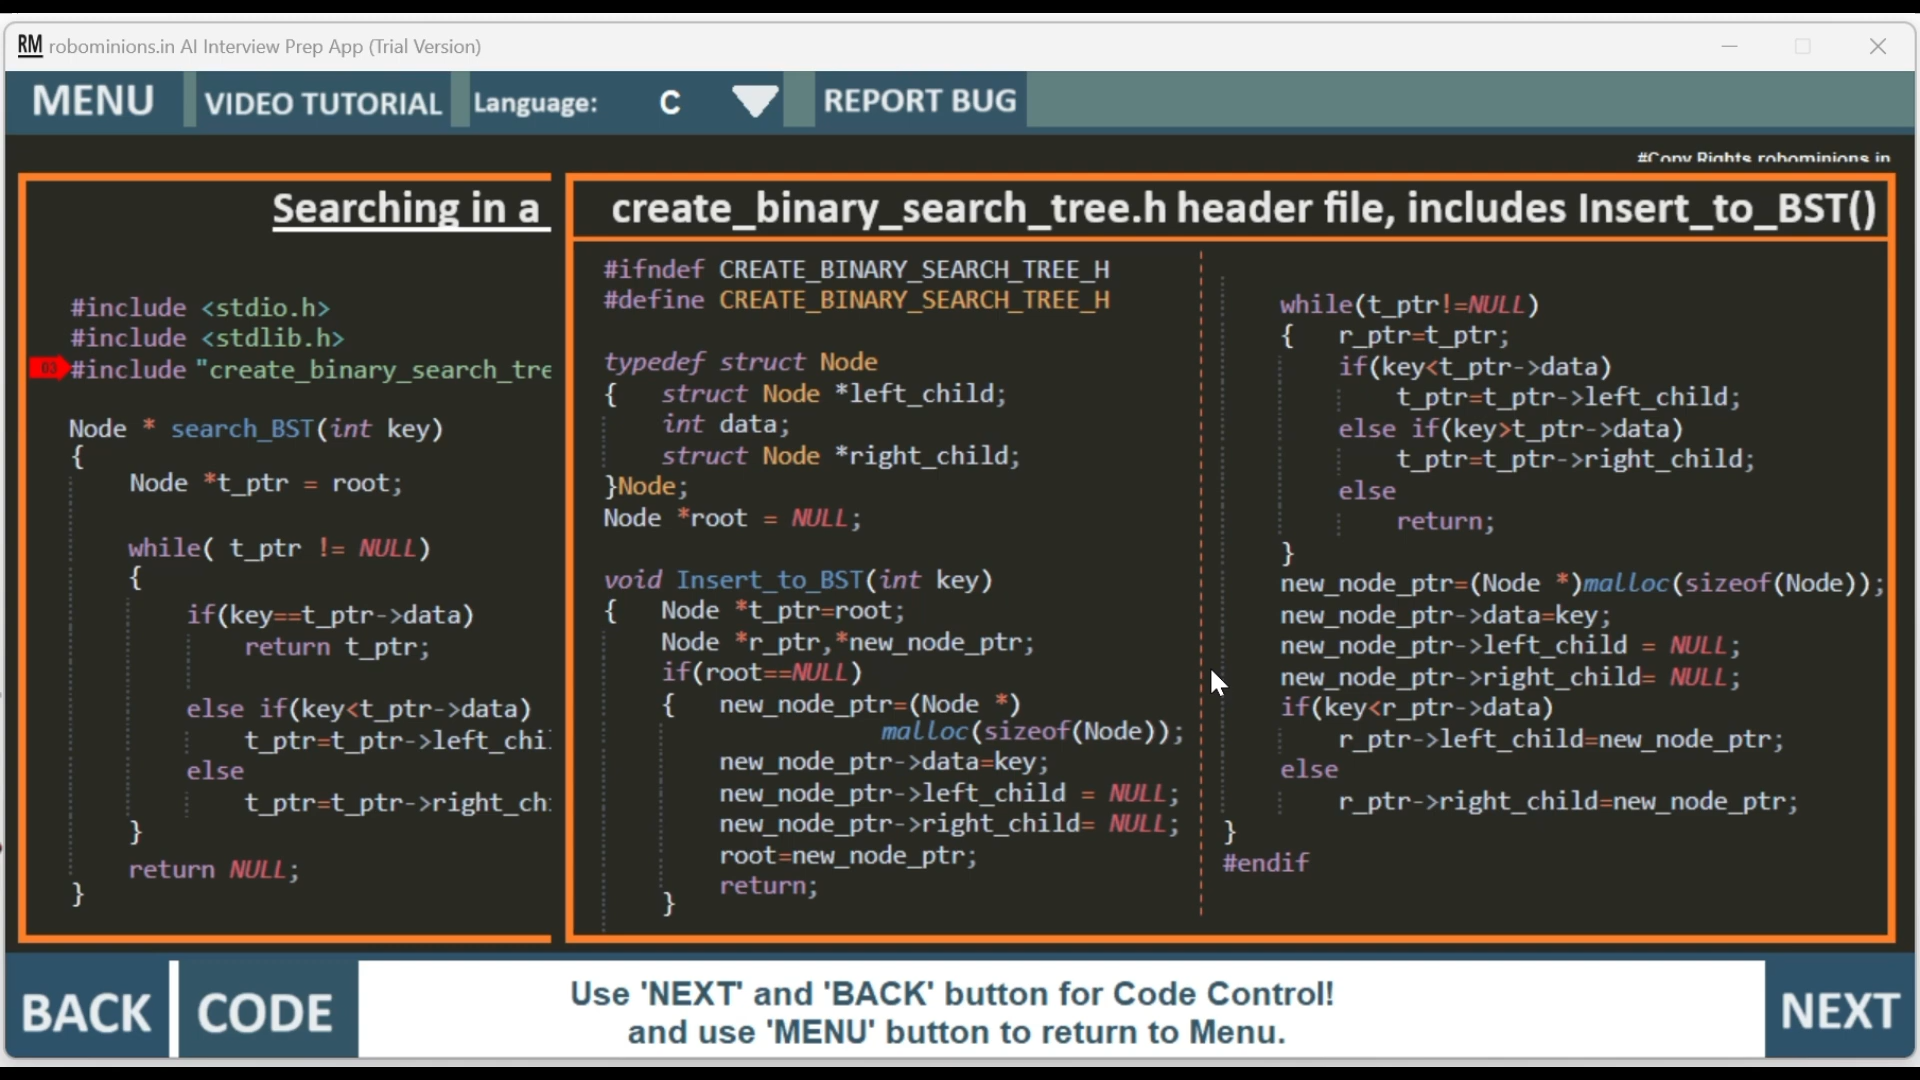 RM robominions.in AI Interview Prep App (Trial Version)
MENU VIDEO TUTORIAL Language: C REPORT BUG
#Copy Rights robominions.in
Searching in a
#include <stdio.h>
#include <stdlib.h>
03 #include "create_binary_search_tre
Node * search_BST(int key)
{
Node *t_ptr = root;
while( t_ptr != NULL)
{
if(key==t_ptr->data)
return t_ptr;
else if(key<t_ptr->data)
t_ptr=t_ptr->left_chi
else
t_ptr=t_ptr->right_ch
}
return NULL;
}
create_binary_search_tree.h header file, includes Insert_to_BST()
#ifndef CREATE_BINARY_SEARCH_TREE_H
#define CREATE_BINARY_SEARCH_TREE_H
typedef struct Node
{ struct Node *left_child;
int data;
struct Node *right_child;
}Node;
Node *root = NULL;
void Insert_to_BST(int key)
{ Node *t_ptr=root;
Node *r_ptr,*new_node_ptr;
if(root==NULL)
{ new_node_ptr=(Node *)
malloc(sizeof(Node));
new_node_ptr->data=key;
new_node_ptr->left_child = NULL;
new_node_ptr->right_child= NULL;
root=new_node_ptr;
return;
}
while(t_ptr!=NULL)
{ r_ptr=t_ptr;
if(key<t_ptr->data)
t_ptr=t_ptr->left_child;
else if(key>t_ptr->data)
t_ptr=t_ptr->right_child;
else
return;
}
new_node_ptr=(Node *)malloc(sizeof(Node));
new_node_ptr->data=key;
new_node_ptr->left_child = NULL;
new_node_ptr->right_child= NULL;
if(key<r_ptr->data)
r_ptr->left_child=new_node_ptr;
else
r_ptr->right_child=new_node_ptr;
}
#endif
BACK CODE
Use 'NEXT' and 'BACK' button for Code Control!
and use 'MENU' button to return to Menu.
NEXT